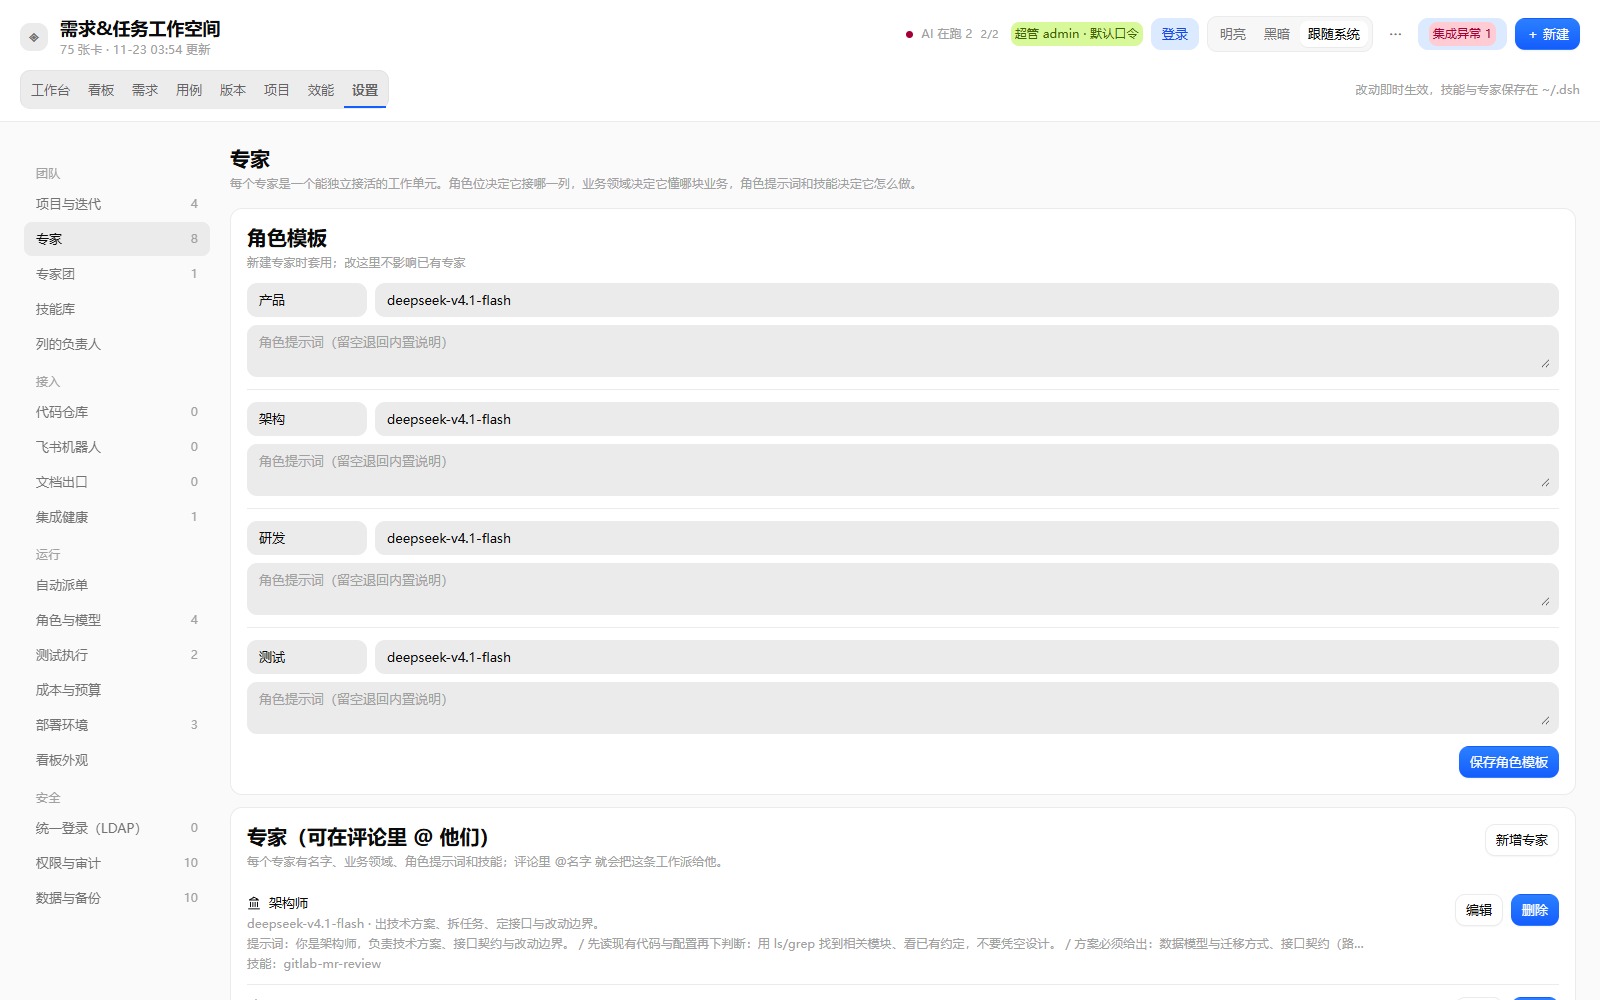 需求&任务工作空间
75 张卡 · 11-23 03:54 更新
AI 在跑 2 2/2
超管 admin · 默认口令
登录
明亮 黑暗 跟随系统
···
集成异常 1
+ 新建
工作台 看板 需求 用例 版本 项目 效能 设置
改动即时生效，技能与专家保存在 ~/.dsh
团队
项目与迭代 4
专家 8
专家团 1
技能库
列的负责人
接入
代码仓库 0
飞书机器人 0
文档出口 0
集成健康 1
运行
自动派单
角色与模型 4
测试执行 2
成本与预算
部署环境 3
看板外观
安全
统一登录（LDAP） 0
权限与审计 10
数据与备份 10
专家
每个专家是一个能独立接活的工作单元。角色位决定它接哪一列，业务领域决定它懂哪块业务，角色提示词和技能决定它怎么做。
角色模板
新建专家时套用；改这里不影响已有专家
产品 deepseek-v4.1-flash
角色提示词（留空退回内置说明）
架构 deepseek-v4.1-flash
角色提示词（留空退回内置说明）
研发 deepseek-v4.1-flash
角色提示词（留空退回内置说明）
测试 deepseek-v4.1-flash
角色提示词（留空退回内置说明）
保存角色模板
专家（可在评论里 @ 他们）
每个专家有名字、业务领域、角色提示词和技能；评论里 @名字 就会把这条工作派给他。
新增专家
架构师
deepseek-v4.1-flash · 出技术方案、拆任务、定接口与改动边界。
提示词：你是架构师，负责技术方案、接口契约与改动边界。 / 先读现有代码与配置再下判断：用 ls/grep 找到相关模块、看已有约定，不要凭空设计。 / 方案必须给出：数据模型与迁移方式、接口契约（路...
技能：gitlab-mr-review
编辑 删除